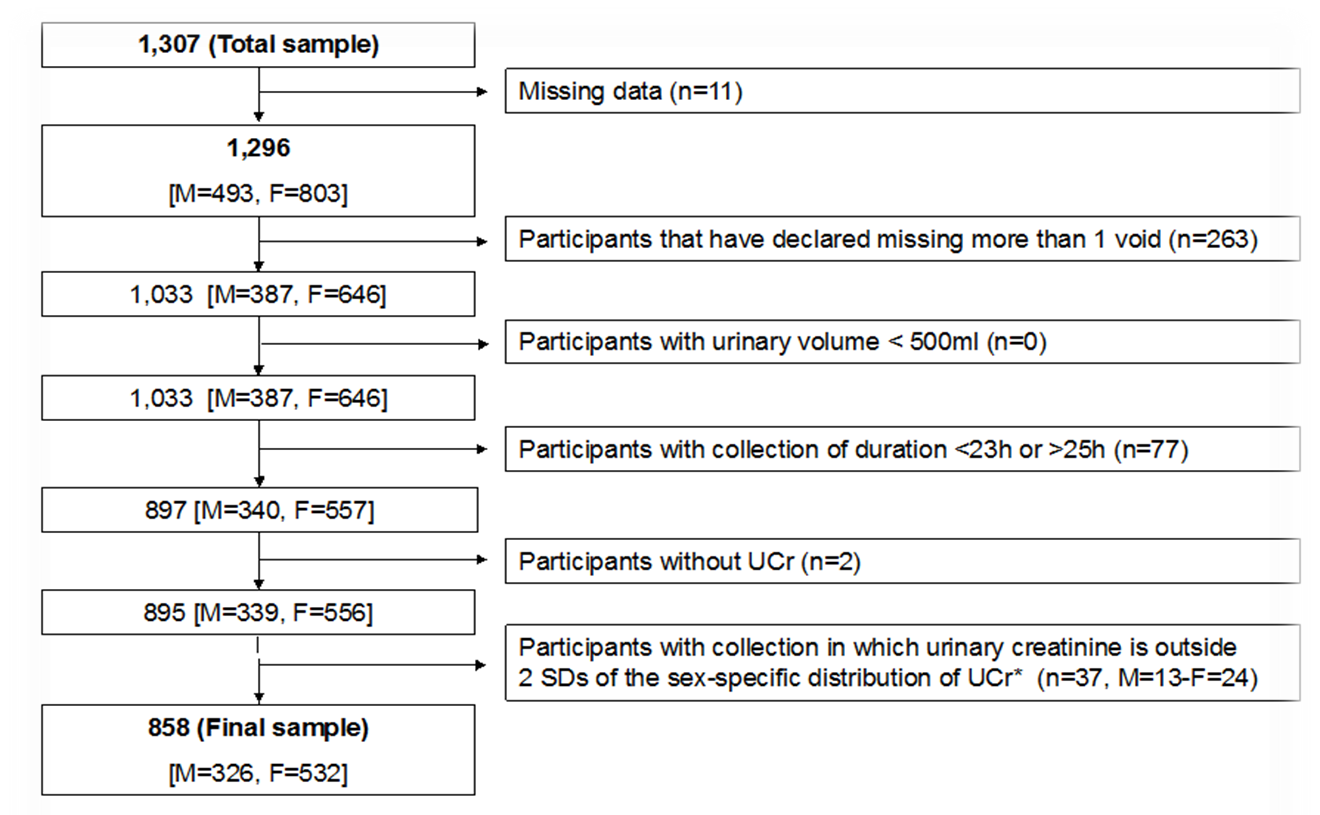 1,307 (Total sample)
Missing data (n=11)
1,296
[M=493, F=803]
Participants that have declared missing more than 1 void (n=263)
1,033  [M=387, F=646]
Participants with urinary volume < 500ml (n=0)
1,033  [M=387, F=646]
Participants with collection of duration <23h or >25h (n=77)
897 [M=340, F=557]
Participants without UCr (n=2)
895 [M=339, F=556]
Participants with collection in which urinary creatinine is outside
2 SDs of the sex-specific distribution of UCr*  (n=37, M=13-F=24)
858 (Final sample)
[M=326, F=532]